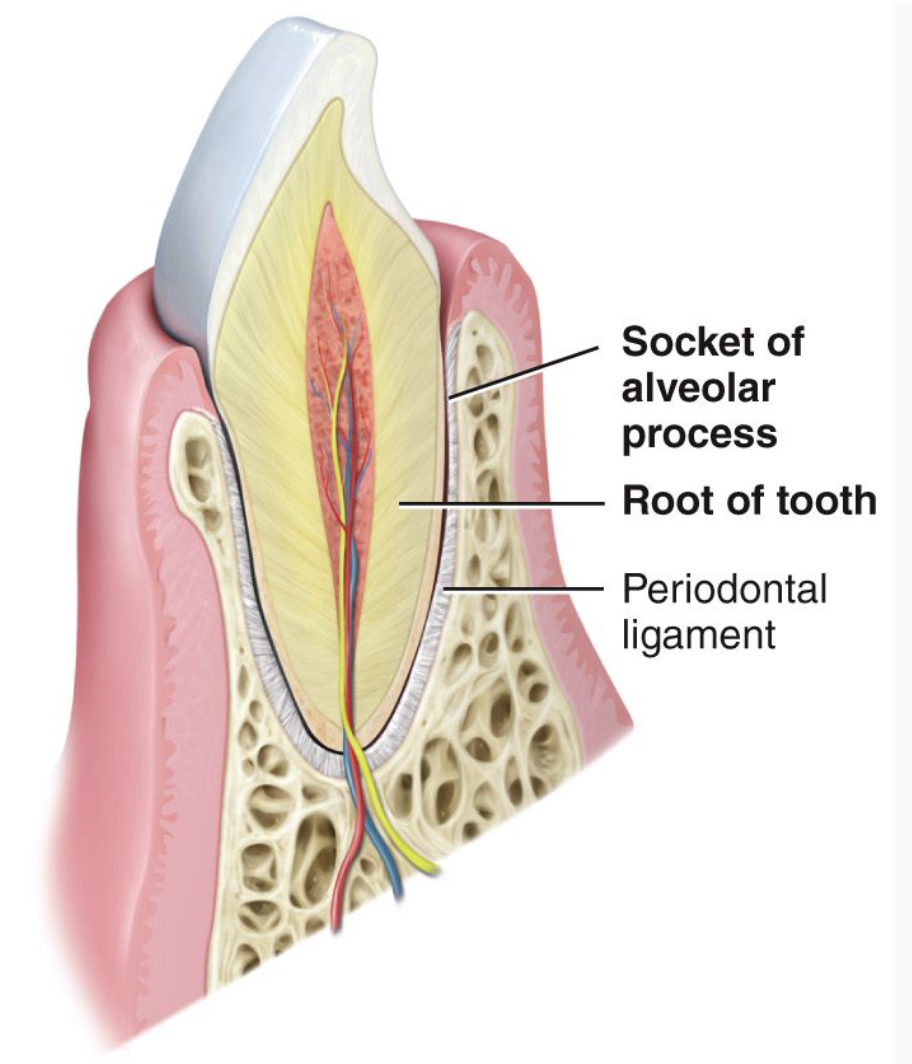 Socket of
alveolar
process
Root of tooth
Periodontal
ligament